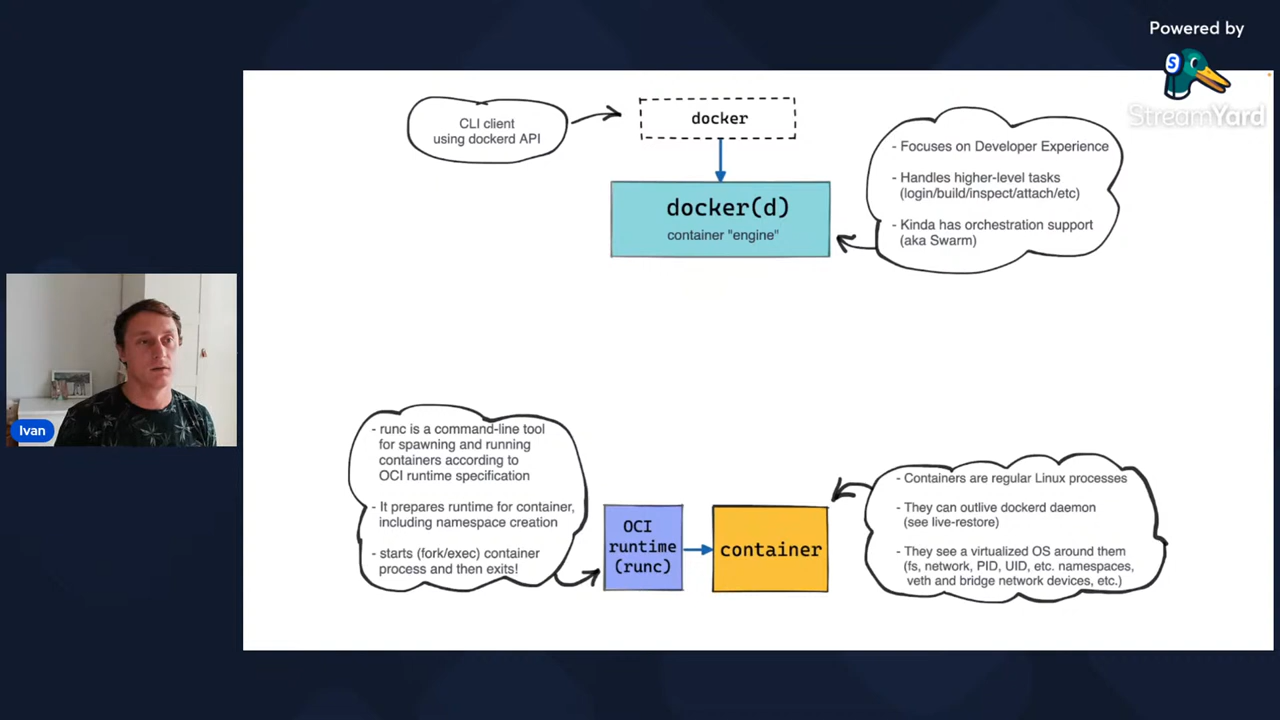 Powered by
S
StreamYard
CLI client
using dockerd API
docker
docker(d)
container "engine"
- Focuses on Developer Experience
- Handles higher-level tasks
(login/build/inspect/attach/etc)
- Kinda has orchestration support
(aka Swarm)
Ivan
- runc is a command-line tool
for spawning and running
containers according to
OCI runtime specification
- It prepares runtime for container,
including namespace creation
- starts (fork/exec) container
process and then exits!
OCI
runtime
(runc)
container
- Containers are regular Linux processes
- They can outlive dockerd daemon
(see live-restore)
- They see a virtualized OS around them
(fs, network, PID, UID, etc. namespaces,
veth and bridge network devices, etc.)